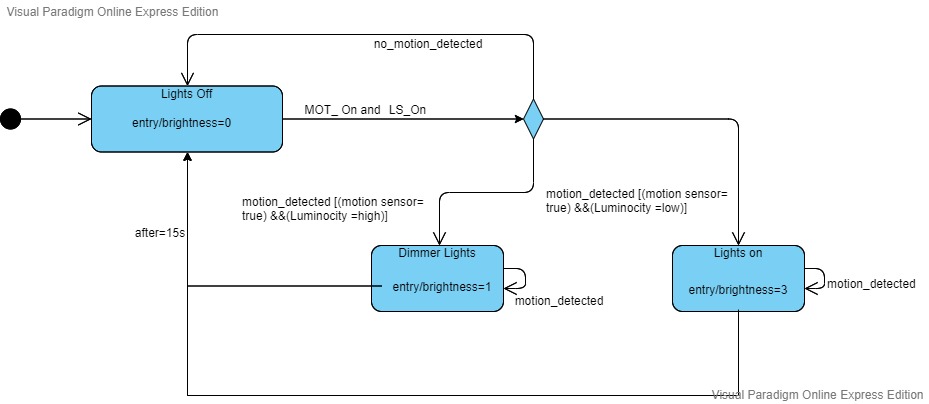 Visual Paradigm Online Express Edition
no_motion_detected
Lights Off
MOT_ On and LS_On
entry/brightness=0
motion_detected [(motion sensor=
true) &&(Luminocity =high)]
motion_detected [(motion sensor=
true) &&(Luminocity =low)]
after=15s
Dimmer Lights
entry/brightness=1
motion_detected
Lights on
entry/brightness=3
motion_detected
Visual Paradigm Online Express Edition